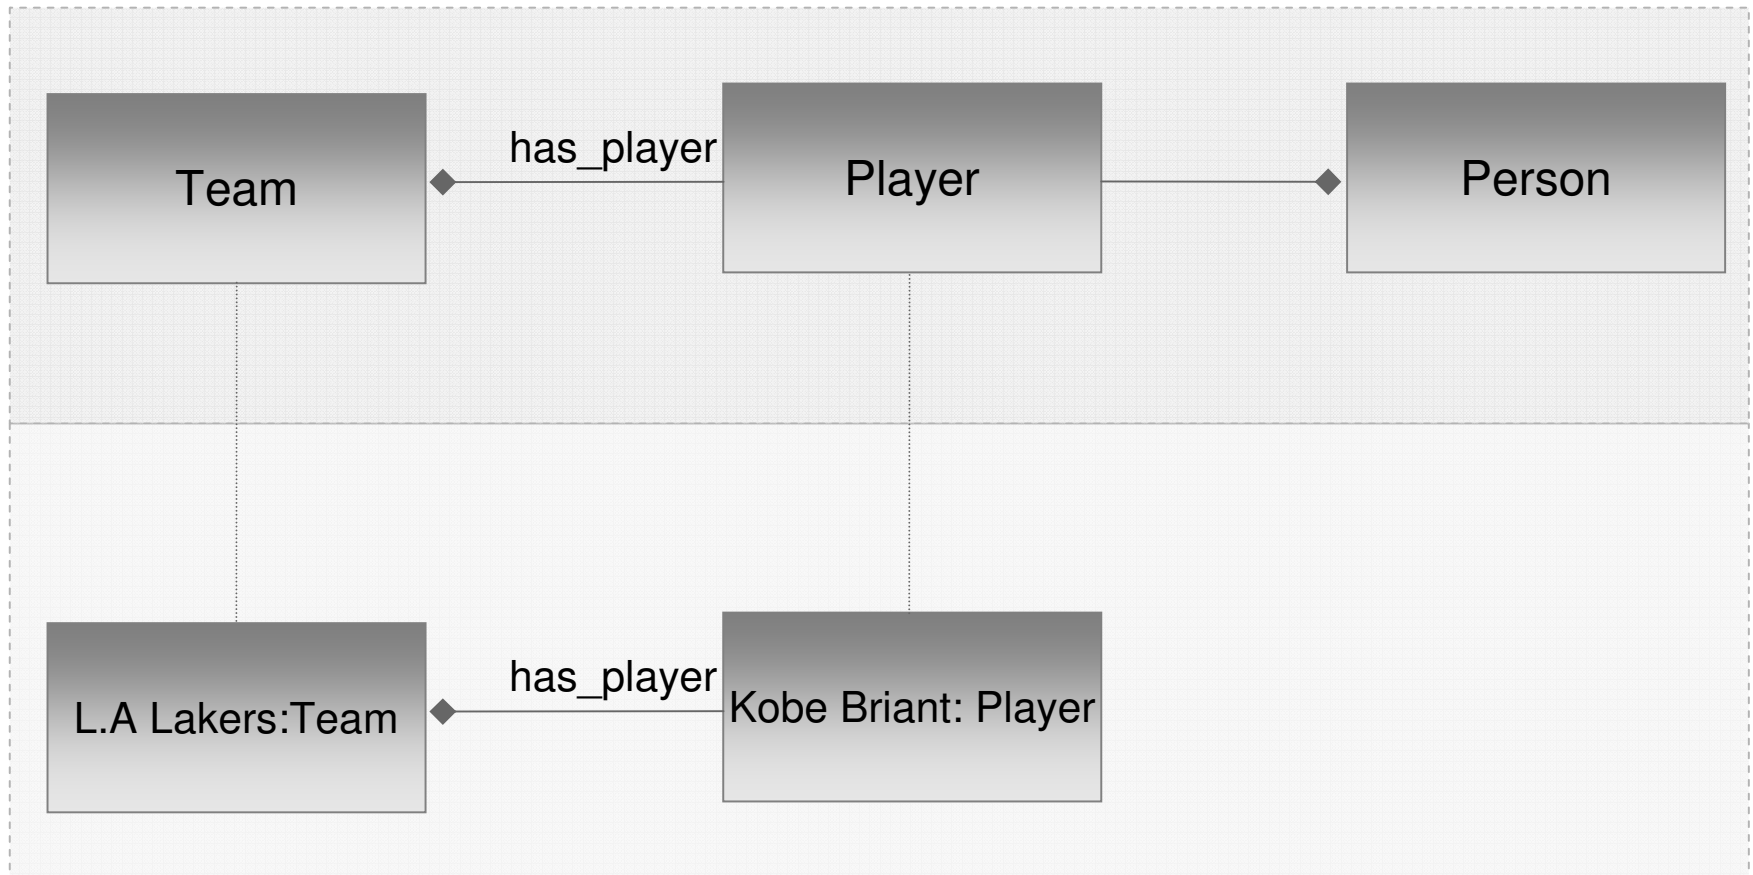 Team
has_player
Player
Person
L.A Lakers:Team
has_player
Kobe Briant: Player